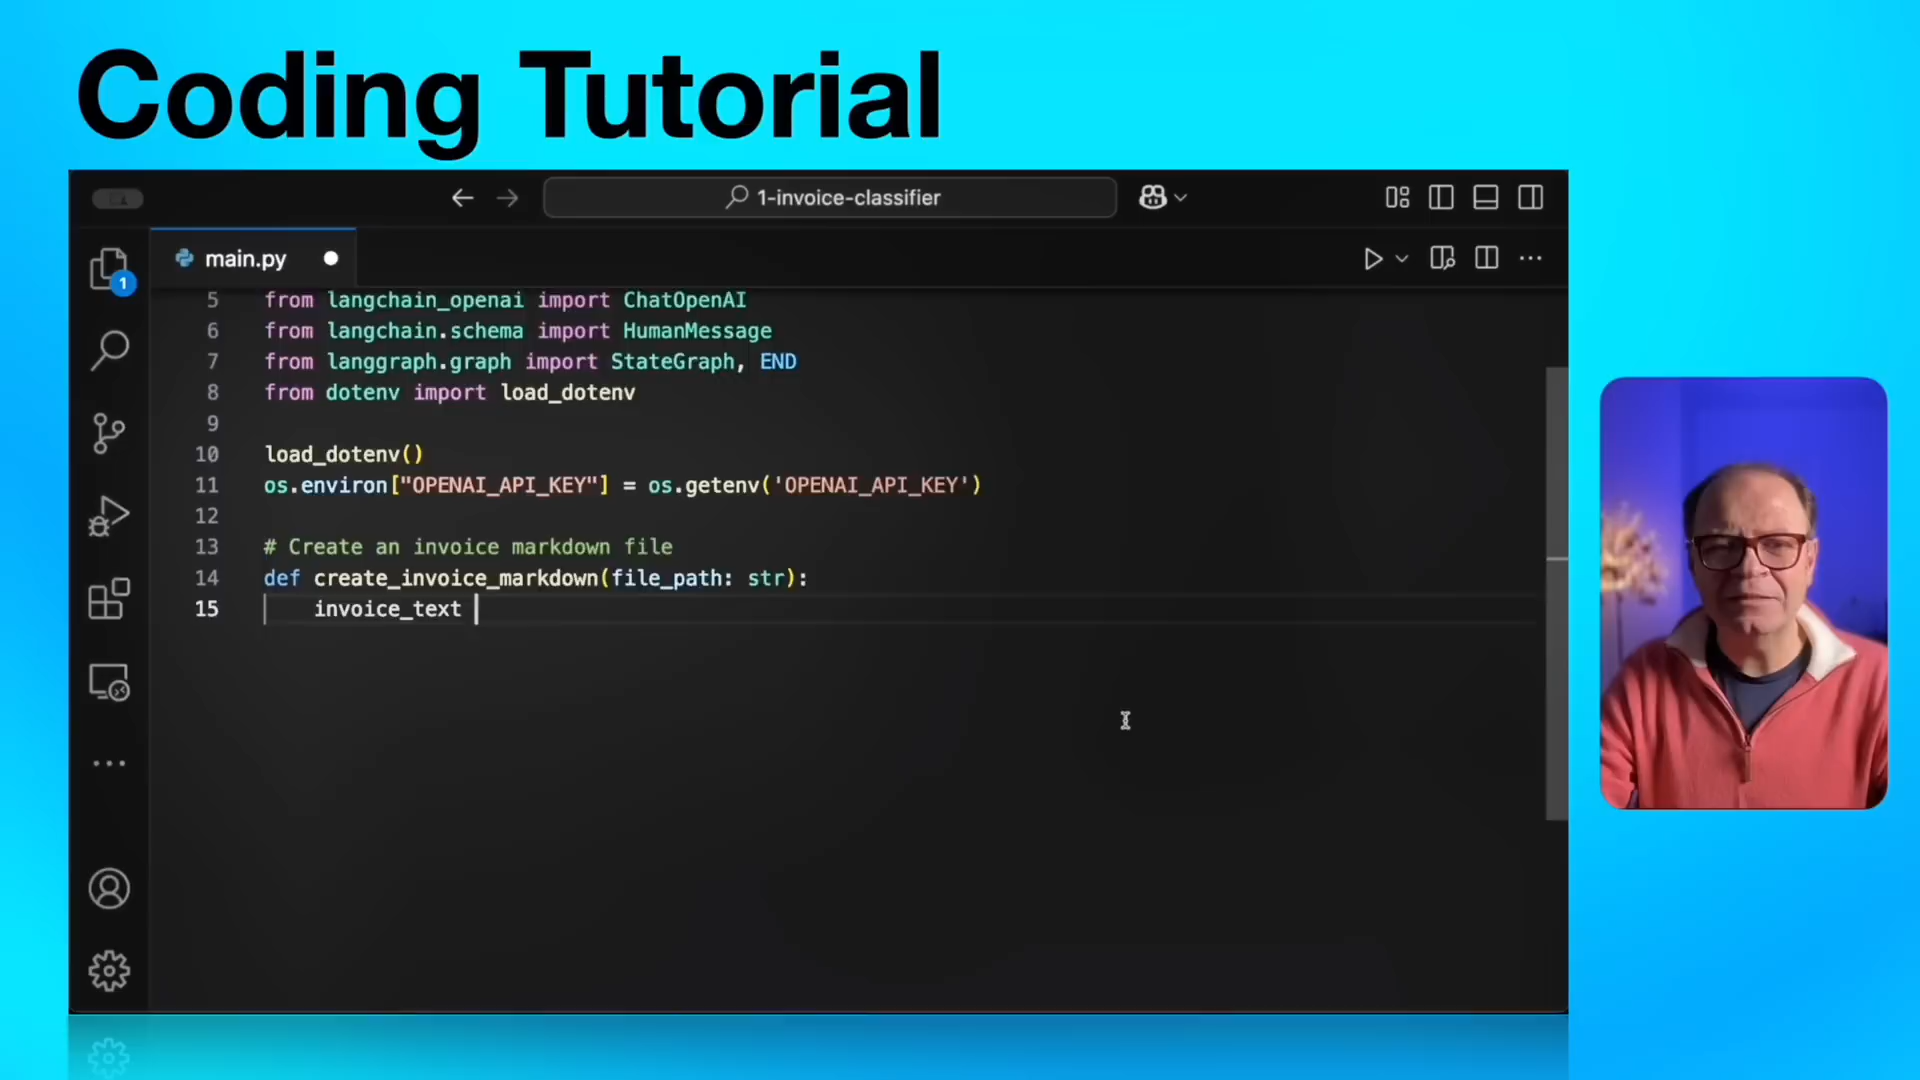 Coding Tutorial
1-invoice-classifier
main.py
1
5 from langchain_openai import ChatOpenAI
6 from langchain.schema import HumanMessage
7 from langgraph.graph import StateGraph, END
8 from dotenv import load_dotenv
9
10 load_dotenv()
11 os.environ["OPENAI_API_KEY"] = os.getenv('OPENAI_API_KEY')
12
13 # Create an invoice markdown file
14 def create_invoice_markdown(file_path: str):
15 invoice_text